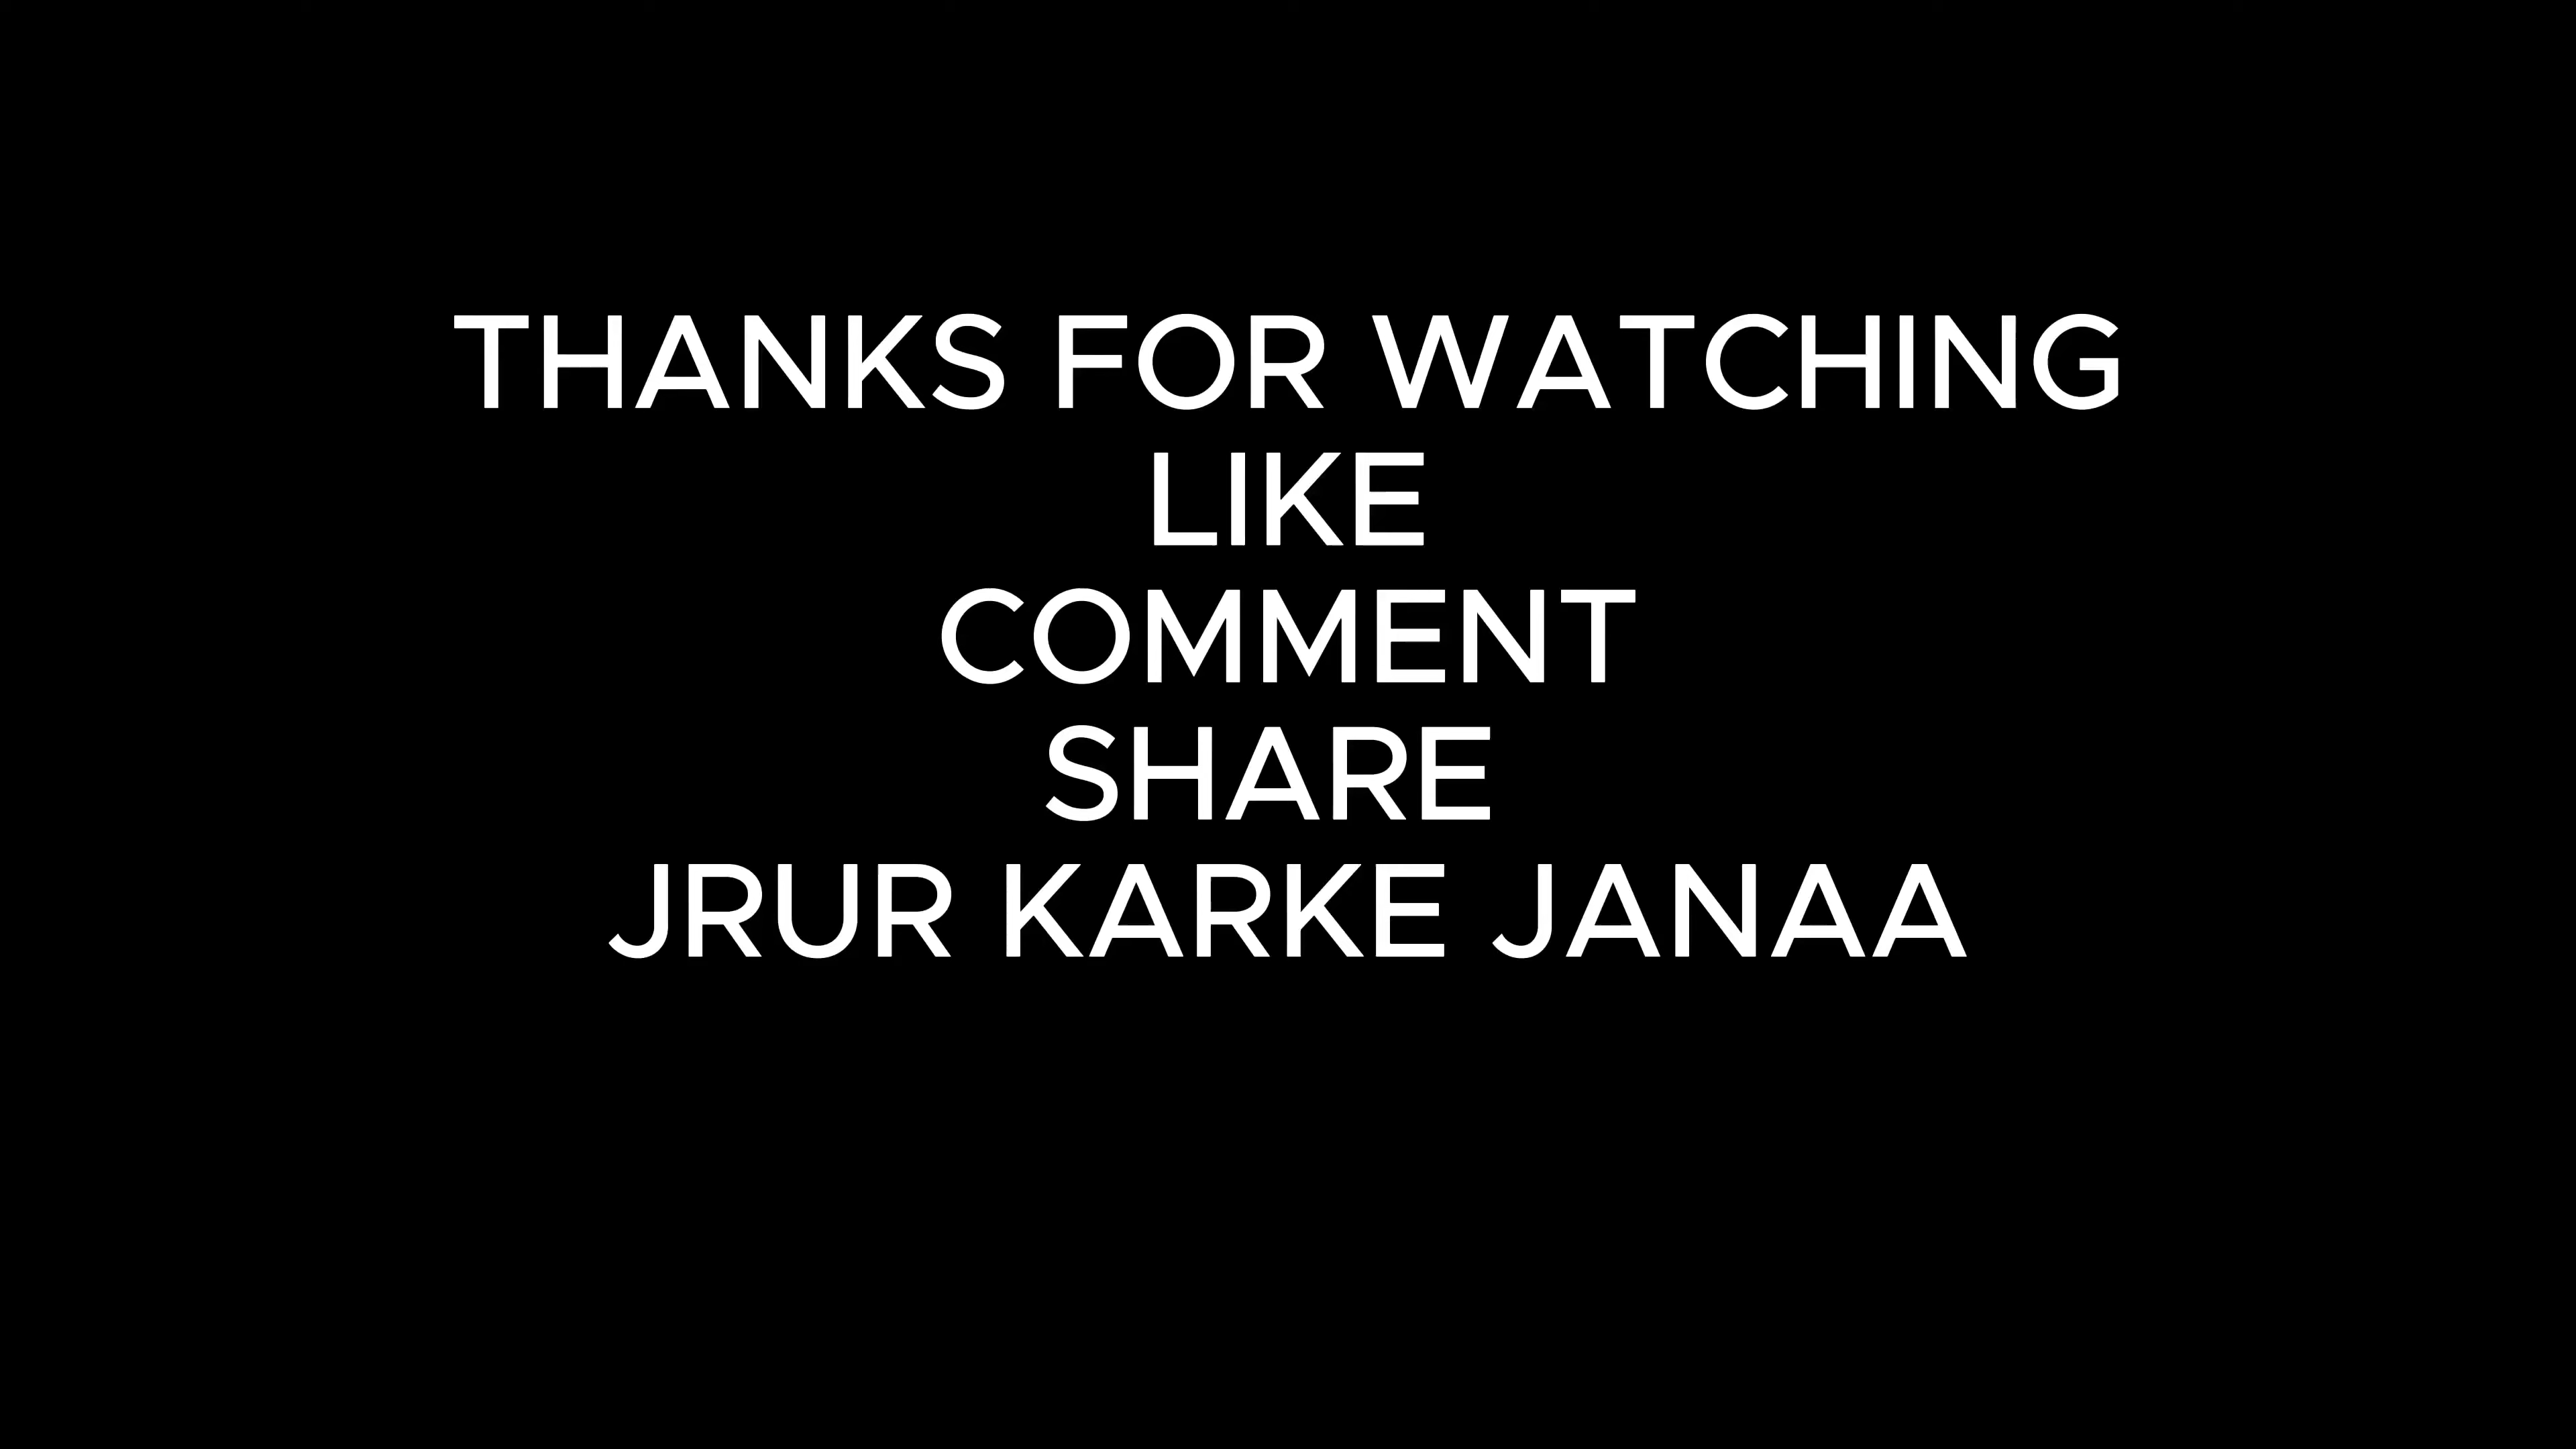 THANKS FOR WATCHING
LIKE
COMMENT
SHARE
JRUR KARKE JANAA